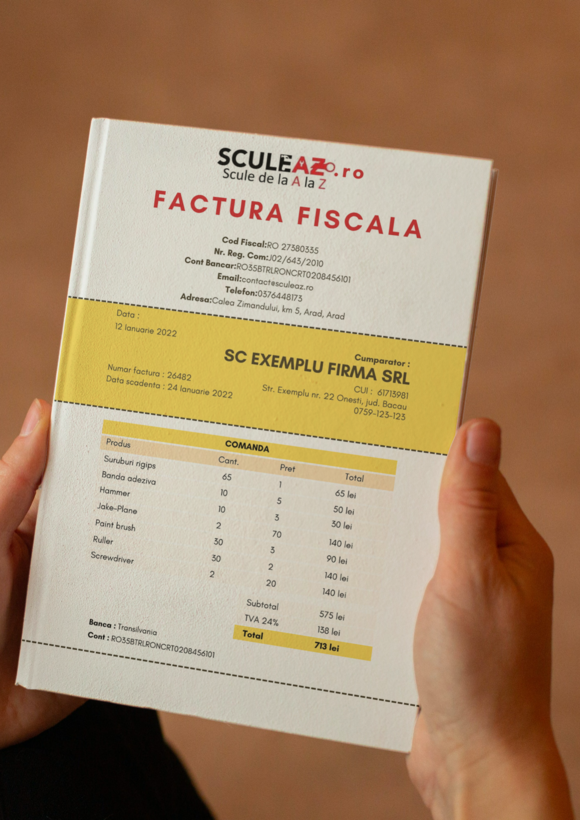 SCULEAZ.ro
Scule de la A la Z
FACTURA FISCALA
Cod Fiscal:RO 27380335
Nr. Reg. Com:J02/643/2010
Cont Bancar:RO35BTRLRONCRT0208456101
Email:contact@sculeaz.ro
Telefon:0376448173
Adresa:Calea Zimandului, km 5, Arad, Arad
Data :
12 Ianuarie 2022
Numar factura : 26482
Data scadenta : 24 Ianuarie 2022
Cumparator :
SC EXEMPLU FIRMA SRL
CUI : 61713981
Str. Exemplu nr. 22 Onesti, jud. Bacau
0759-123-123
COMANDA
Produs Cant. Pret Total
Suruburi rigips 65 1 65 lei
Banda adeziva 10 5 50 lei
Hammer 10 3 30 lei
Jake-Plane 2 70 140 lei
Paint brush 30 3 90 lei
Ruller 30 2 140 lei
Screwdriver 2 20 140 lei
Subtotal 575 lei
TVA 24% 138 lei
Total 713 lei
Banca : Transilvania
Cont : RO35BTRLRONCRT0208456101